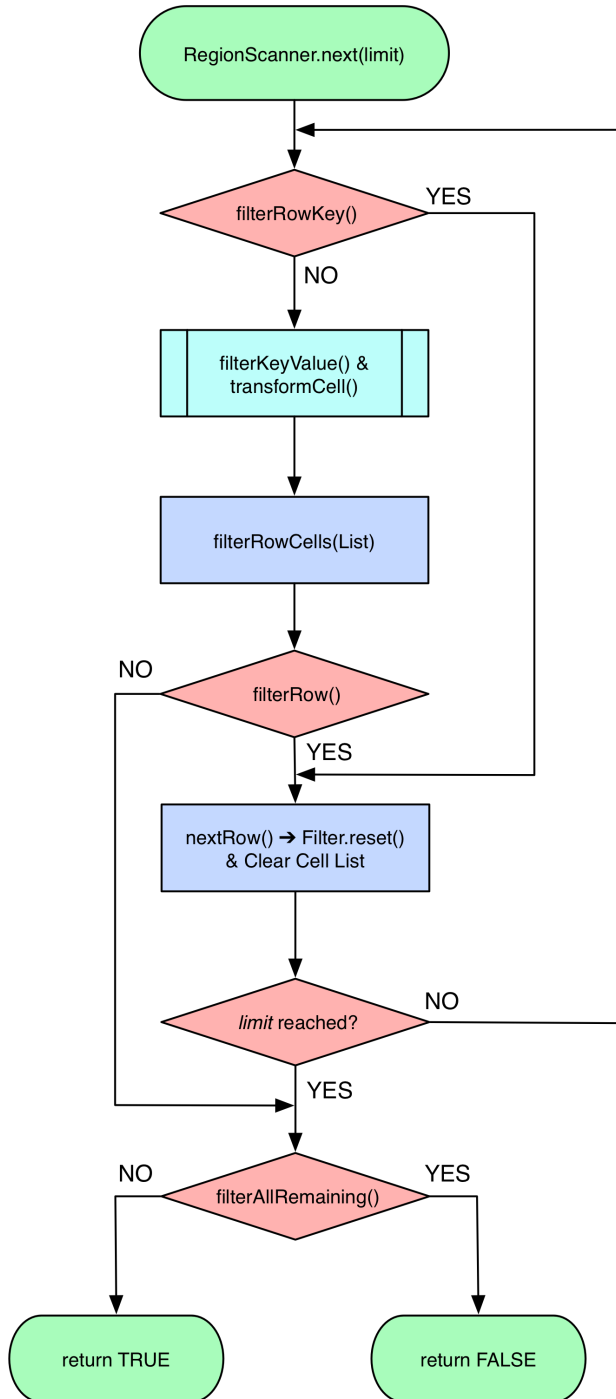 RegionScanner.next(limit)
filterRowKey()
YES
NO
filterKeyValue() &
transformCell()
filterRowCells(List)
NO
filterRow()
YES
nextRow() ➔ Filter.reset()
& Clear Cell List
limit reached?
NO
YES
NO
YES
filterAllRemaining()
return TRUE
return FALSE